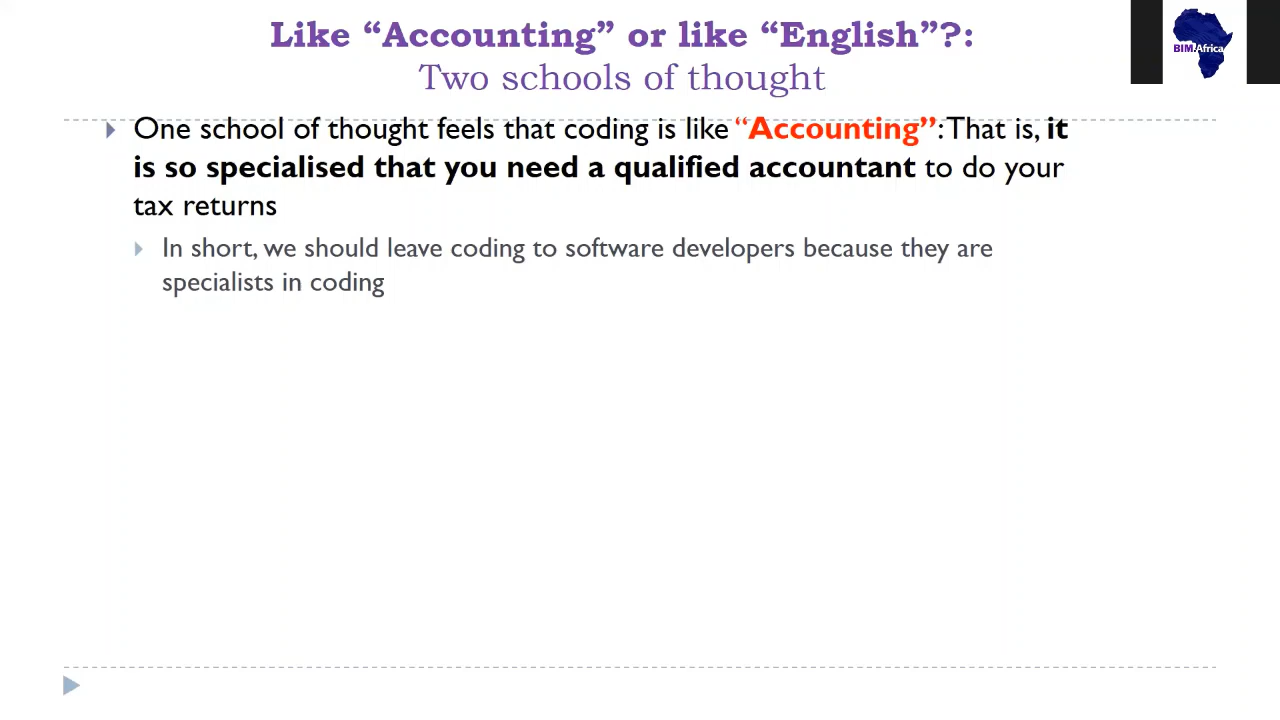 Like “Accounting” or like “English”?:
Two schools of thought
BIM.Africa
One school of thought feels that coding is like “Accounting”: That is, it
is so specialised that you need a qualified accountant to do your
tax returns
In short, we should leave coding to software developers because they are
specialists in coding